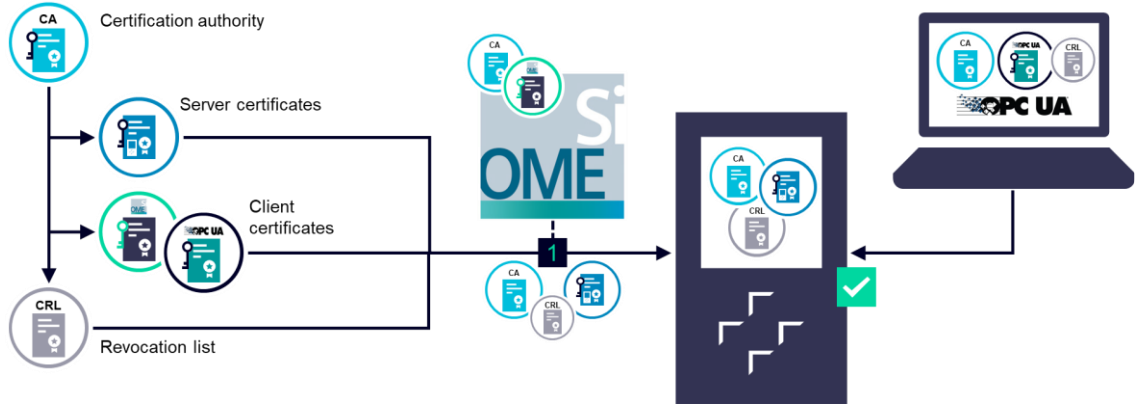 CA
Certification authority
Server certificates
OME
OPC UA
Client
certificates
CRL
Revocation list
CA
OME
Si
OME
1
CA
CRL
CA
CRL
CA
OPC UA
CRL
OPC UA